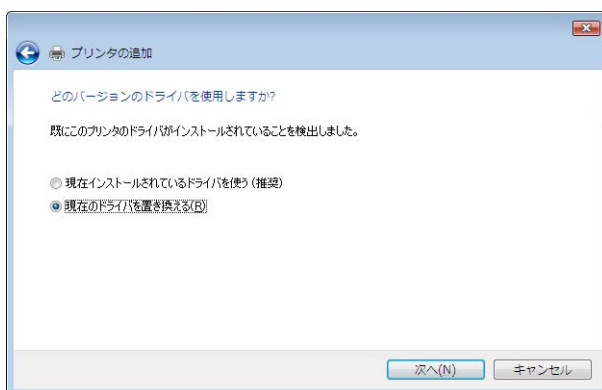 プリンタの追加
どのバージョンのドライバを使用しますか?
既にこのプリンタのドライバがインストールされていることを検出しました。
現在インストールされているドライバを使う(推奨)
現在のドライバを置き換える(R)
次へ(N)
キャンセル